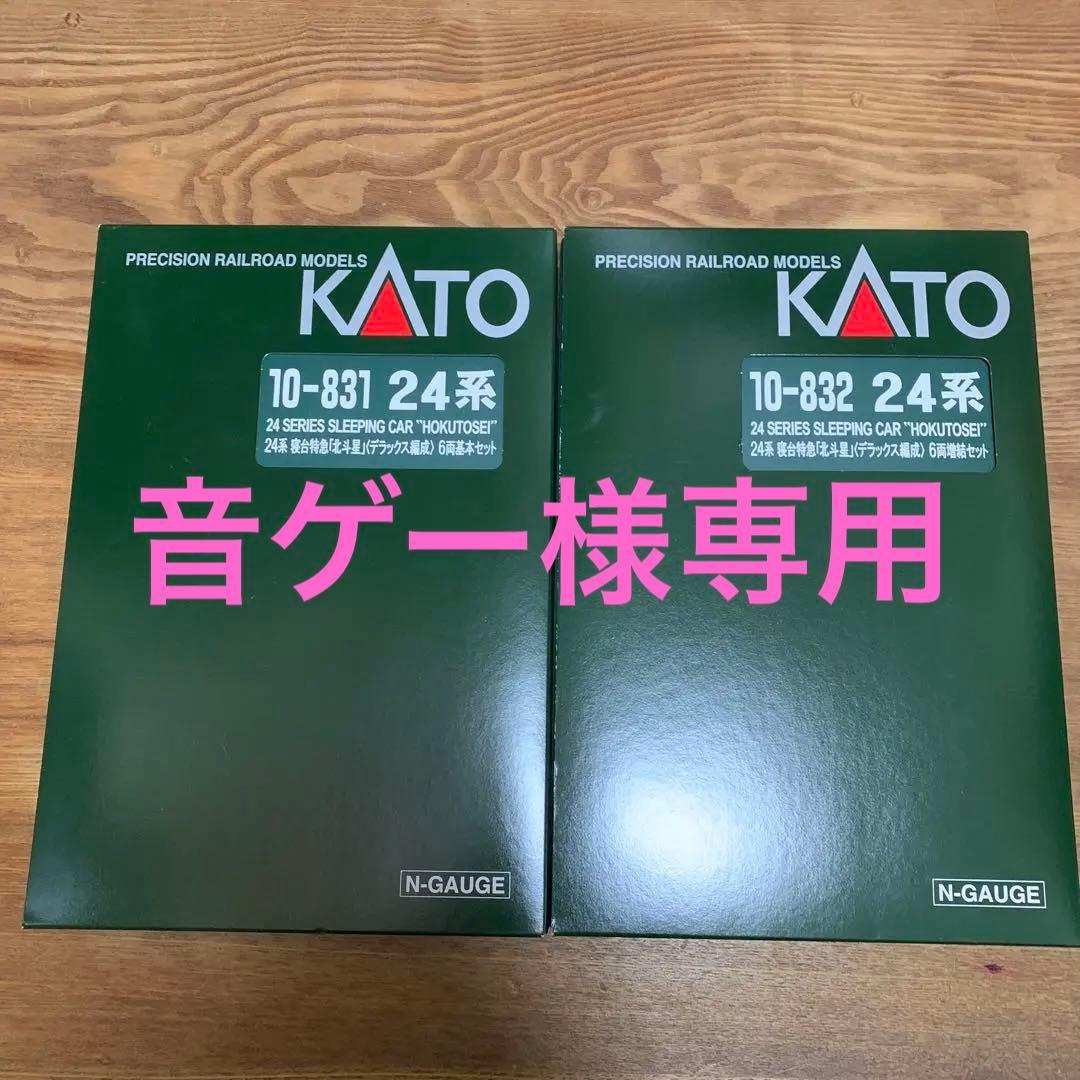 PRECISION RAILROAD MODELS
KATO
10-831 24系
24 SERIES SLEEPING CAR "HOKUTOSEI"
24系 寝台特急「北斗星」〈デラックス編成〉 6両基本セット
N-GAUGE
PRECISION RAILROAD MODELS
KATO
10-832 24系
24 SERIES SLEEPING CAR "HOKUTOSEI"
24系 寝台特急「北斗星」〈デラックス編成〉 6両増結セット
N-GAUGE
音ゲー様専用